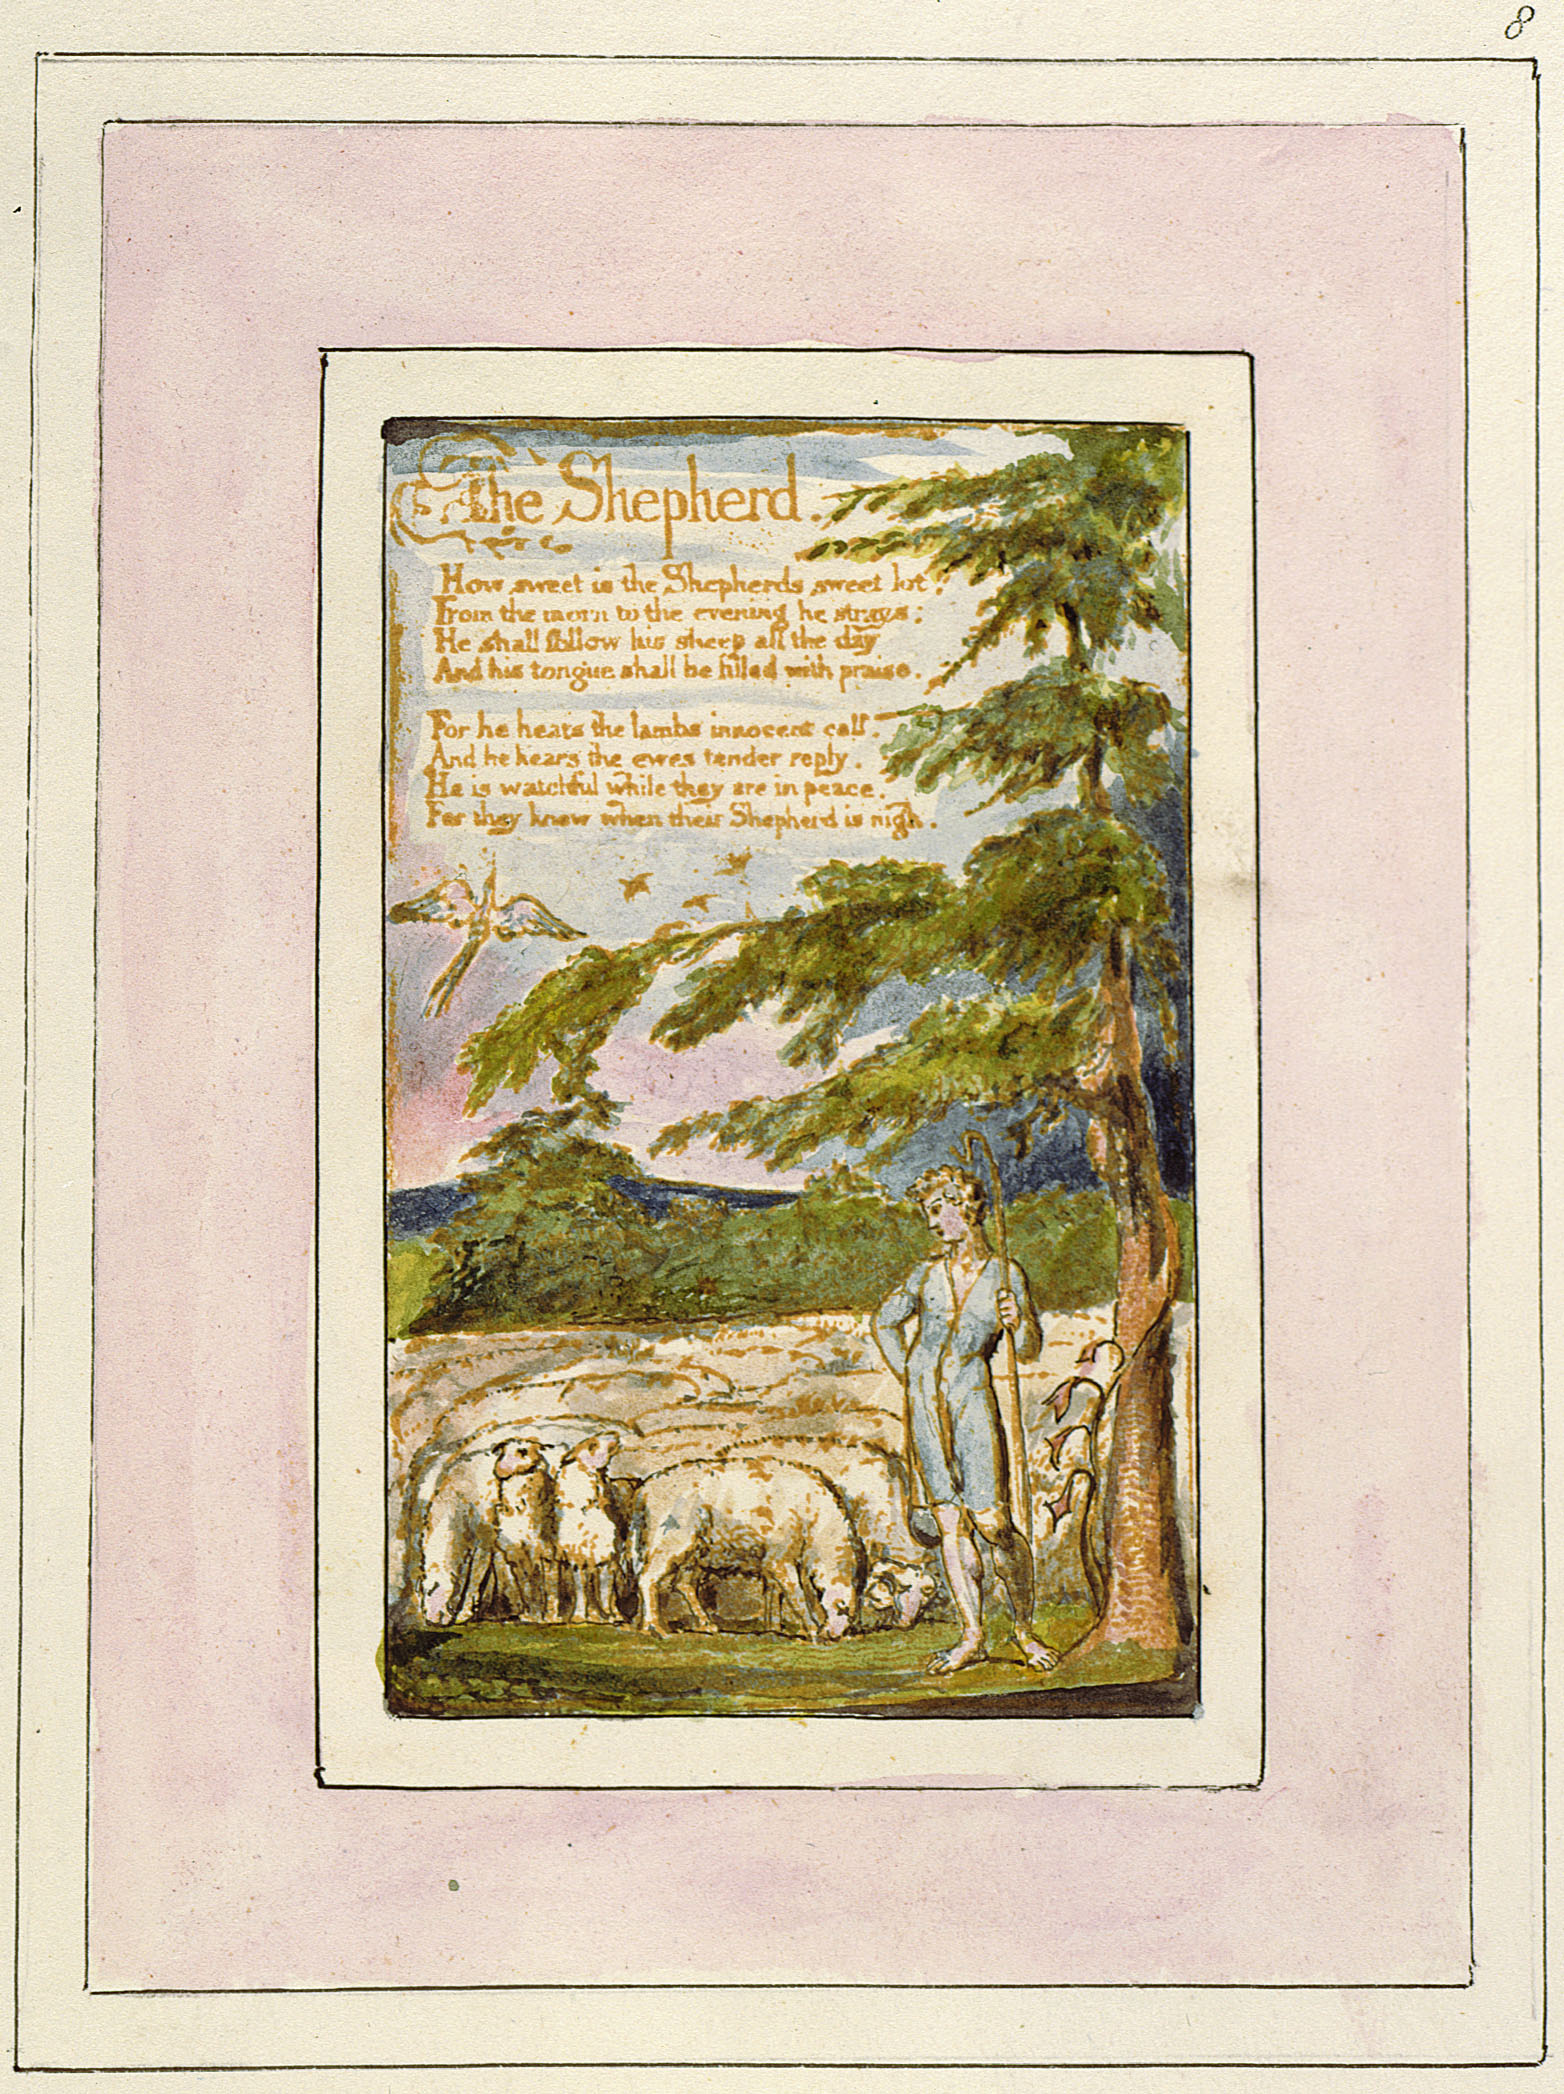 8
The Shepherd.
How sweet is the Shepherds sweet lot!
From the morn to the evening he strays:
He shall follow his sheep all the day
And his tongue shall be filled with praise.
For he hears the lambs innocent call.
And he hears the ewes tender reply.
He is watchful while they are in peace.
For they know when their Shepherd is nigh.